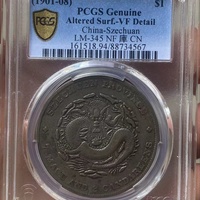 (1901-08) $1
PCGS Genuine
Altered Surf.-VF Detail
China-Szechuan
LM-345 NF 庫 CN
161518.94/88734567
PCGS